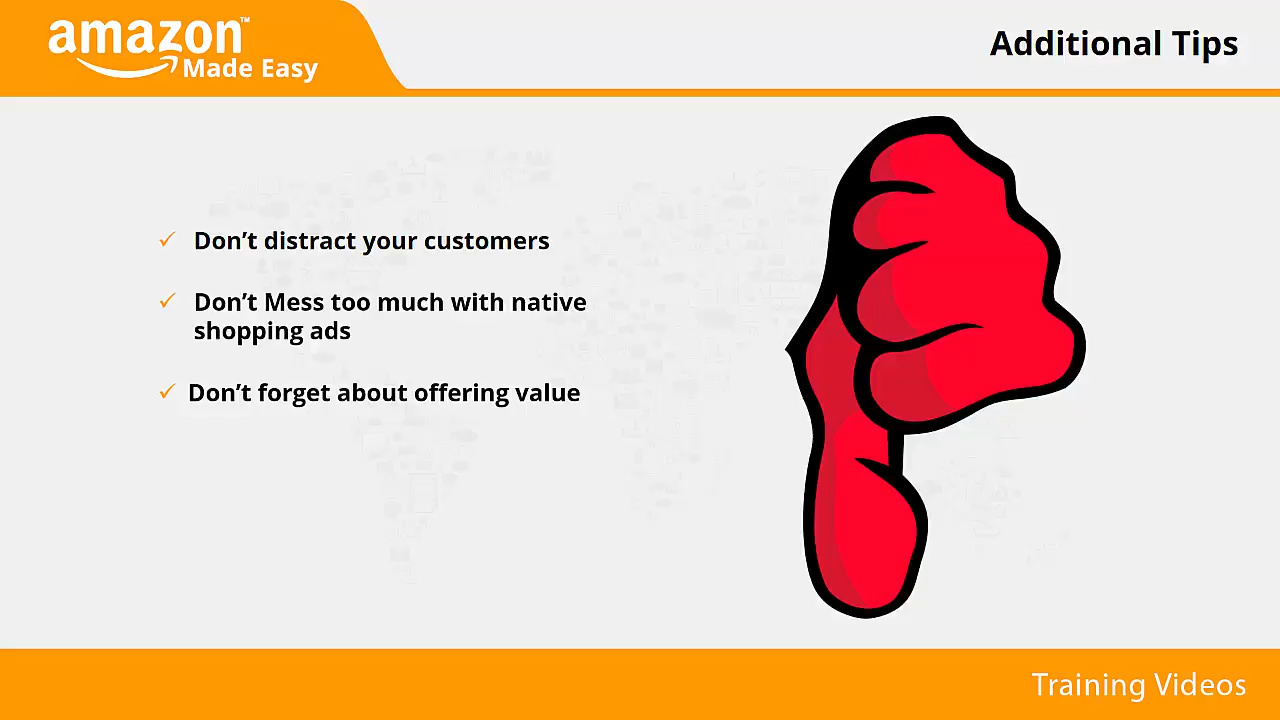 amazon™
Made Easy
Additional Tips
✓ Don’t distract your customers
✓ Don’t Mess too much with native
shopping ads
✓ Don’t forget about offering value
Training Videos